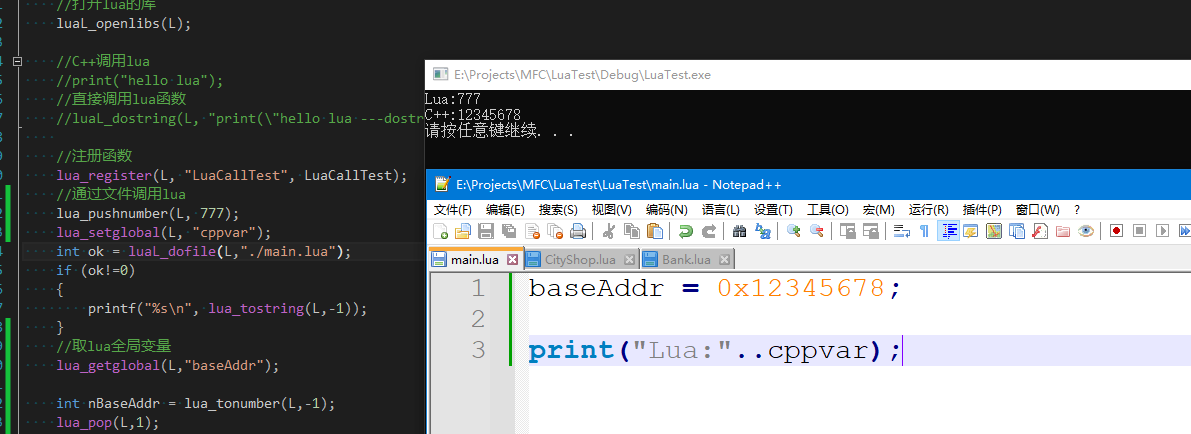 //打开lua的库
luaL_openlibs(L);
//C++调用lua
//print("hello lua");
//直接调用lua函数
//luaL_dostring(L, "print(\"hello lua ---dostr
//注册函数
lua_register(L, "LuaCallTest", LuaCallTest);
//通过文件调用lua
lua_pushnumber(L, 777);
lua_setglobal(L, "cppvar");
int ok = luaL_dofile(L,"./main.lua");
if (ok!=0)
{
printf("%s\n", lua_tostring(L,-1));
}
//取lua全局变量
lua_getglobal(L,"baseAddr");
int nBaseAddr = lua_tonumber(L,-1);
lua_pop(L,1);
E:\Projects\MFC\LuaTest\Debug\LuaTest.exe
Lua:777
C++:12345678
请按任意键继续. . .
E:\Projects\MFC\LuaTest\LuaTest\main.lua - Notepad++
文件(F) 编辑(E) 搜索(S) 视图(V) 编码(N) 语言(L) 设置(T) 工具(O) 宏(M) 运行(R) 插件(P) 窗口(W) ?
main.lua CityShop.lua Bank.lua
1 baseAddr = 0x12345678;
2
3 print("Lua:"..cppvar);